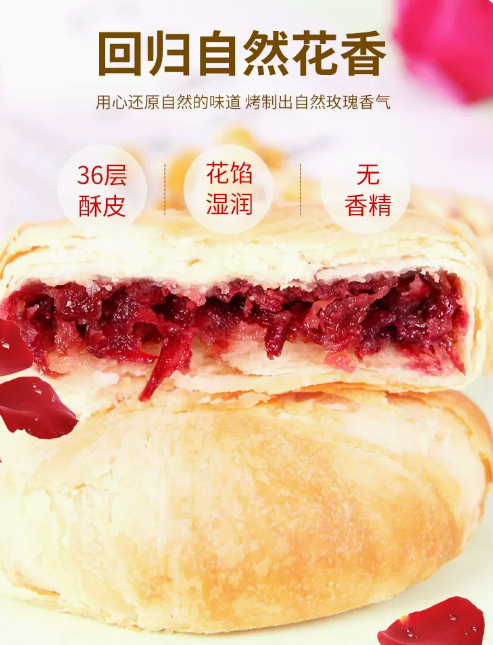 回归自然花香
用心还原自然的味道 烤制出自然玫瑰香气
36层
酥皮
花馅
湿润
无
香精